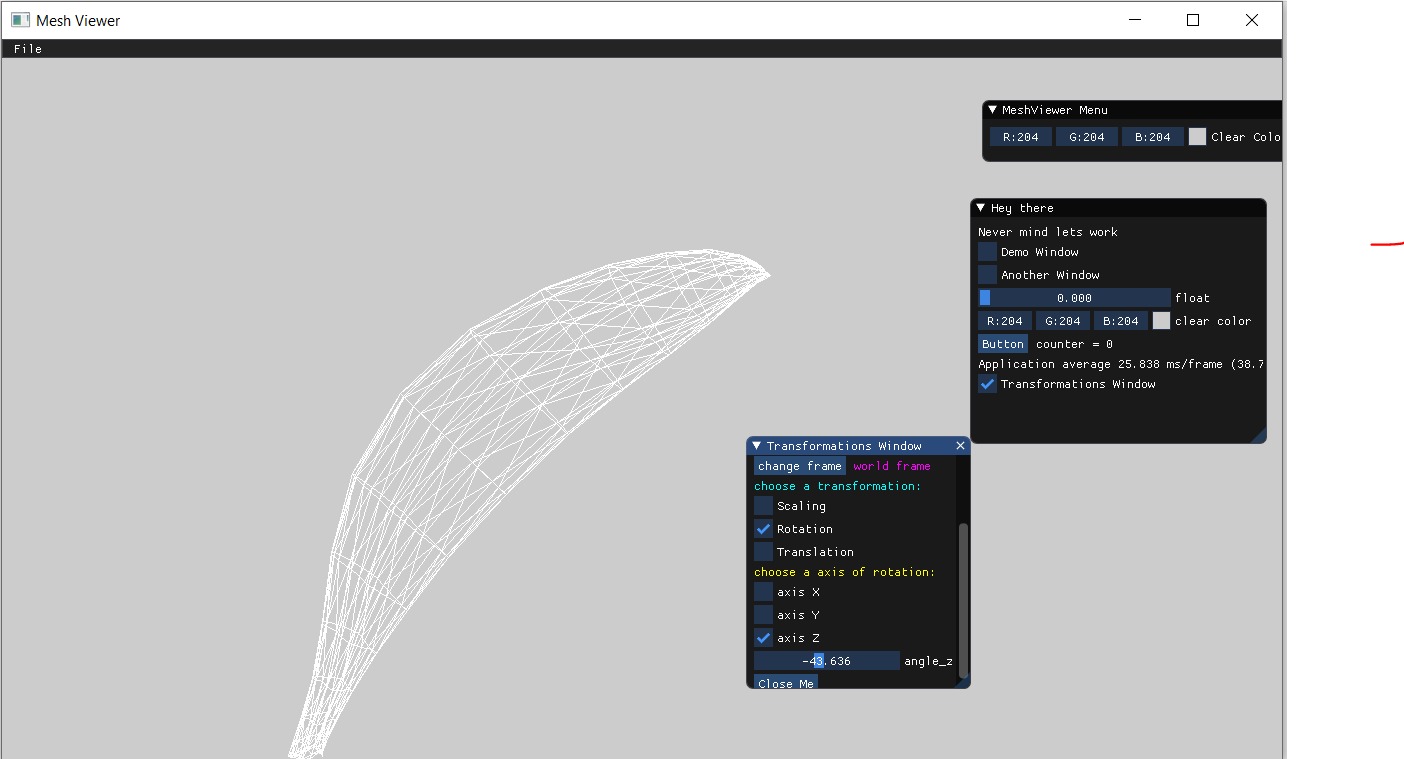 Mesh Viewer
File
MeshViewer Menu
R:204 G:204 B:204 Clear Colo
Hey there
Never mind lets work
Demo Window
Another Window
0.000 float
R:204 G:204 B:204 clear color
Button counter = 0
Application average 25.838 ms/frame (38.7
Transformations Window
Transformations Window
change frame world frame
choose a transformation:
Scaling
Rotation
Translation
choose a axis of rotation:
axis X
axis Y
axis Z
-43.636 angle_z
Close Me